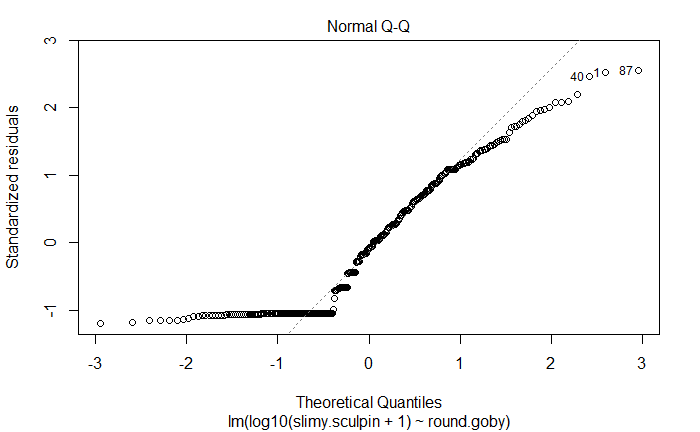 Normal Q-Q
3
2
1
0
-1
40 1 87
Standardized residuals
-3 -2 -1 0 1 2 3
Theoretical Quantiles
lm(log10(slimy.sculpin + 1) ~ round.goby)